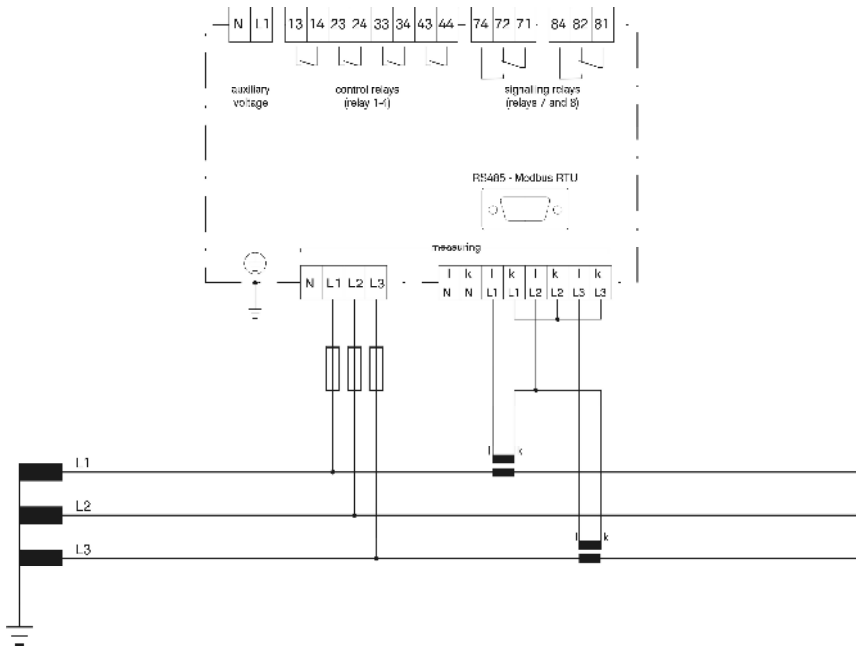 N L1 13 14 23 24 33 34 43 44 74 72 71 84 82 81
auxiliary
voltage
control relays
(relay 1-4)
signalling relays
(relays 7 and 8)
RS485 - Modbus RTU
measuring
N L1 L2 L3
l k l k l k l k
N N L1 L1 L2 L2 L3 L3
l k
L1
L2
l k
L3